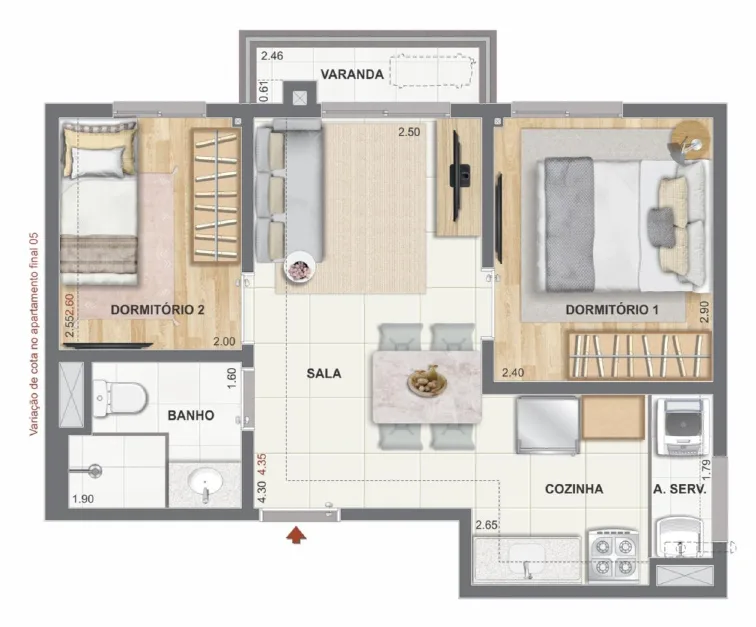 2.46
VARANDA
0.61
2.50
Variação de cota no apartamento final 05
DORMITÓRIO 2
2.55
2.60
2.00
DORMITÓRIO 1
2.90
2.40
SALA
1.60
BANHO
1.90
4.30
4.35
COZINHA
A. SERV.
1.79
2.65